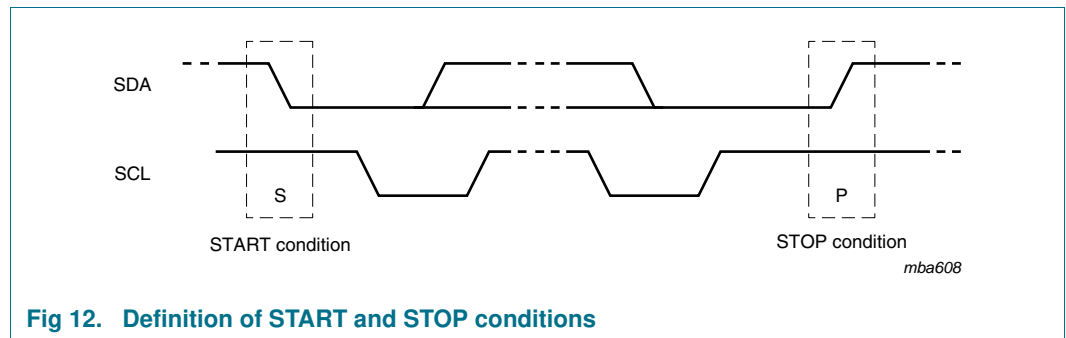 SDA
SCL
S
P
START condition
STOP condition
mba608
Fig 12. Definition of START and STOP conditions